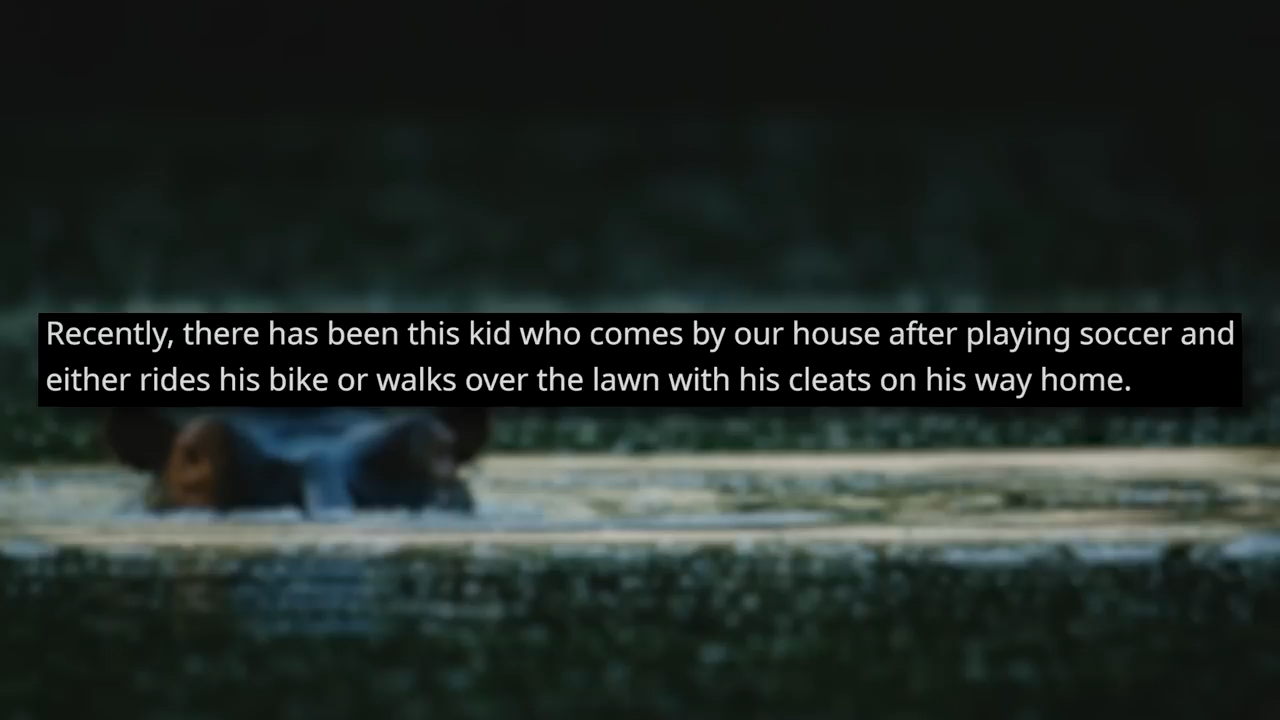 Recently, there has been this kid who comes by our house after playing soccer and
either rides his bike or walks over the lawn with his cleats on his way home.